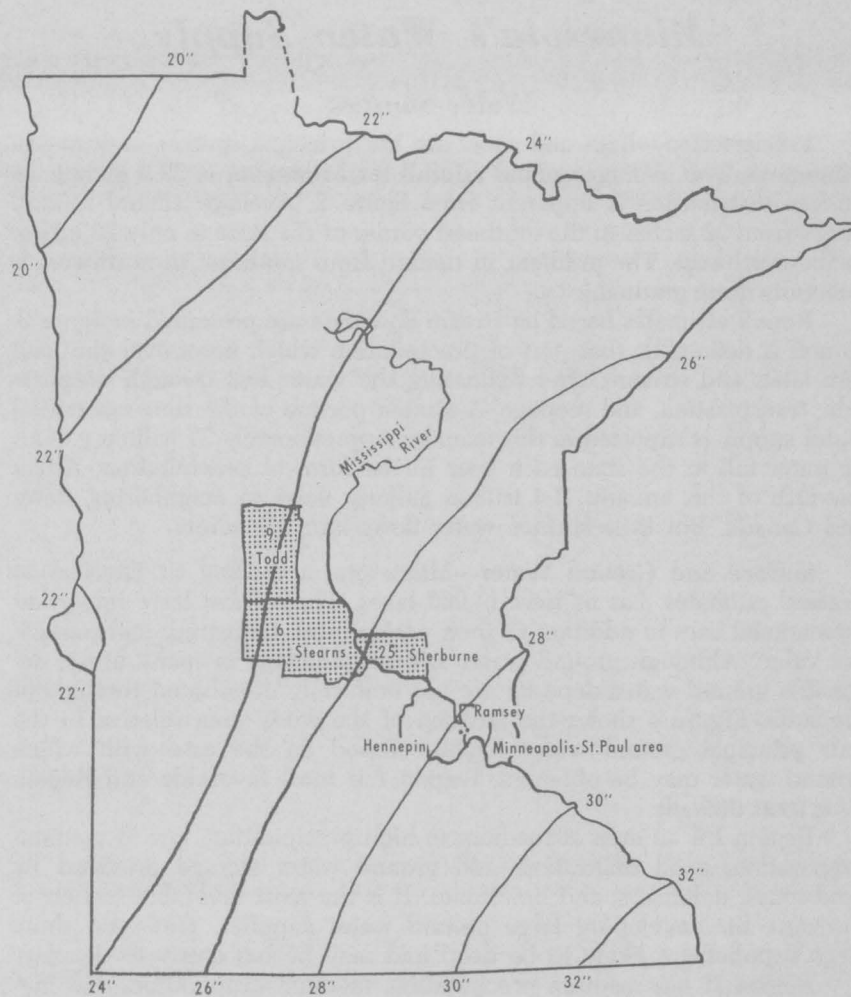 20"
22"
24"
20"
26"
Mississippi
River
22"
9
Todd
22"
6
Stearns
25
Sherburne
28"
22"
Ramsey
Hennepin
Minneapolis-St.Paul area
30"
32"
24"
26"
28"
30"
32"